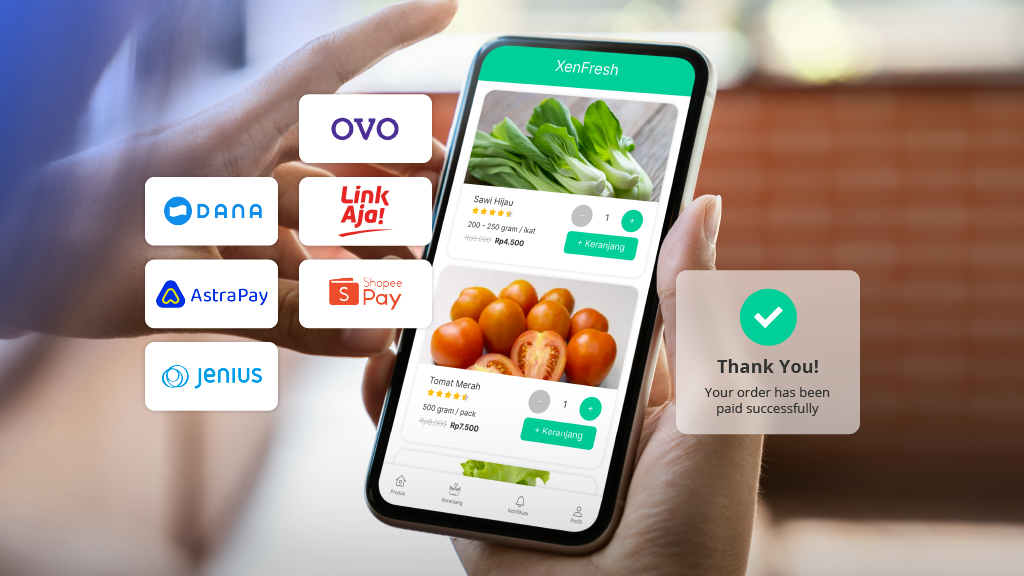 XenFresh
OVO
DANA
Link
Aja!
AstraPay
S
Shopee
Pay
Jenius
Sawi Hijau
- 1 +
200 - 250 gram / ikat
Rp6.000 Rp4.500
+ Keranjang
Tomat Merah
- 1 +
500 gram / pack
Rp8.000 Rp7.500
+ Keranjang
Produk
Keranjang
Notifikasi
Profil
Thank You!
Your order has been
paid successfully